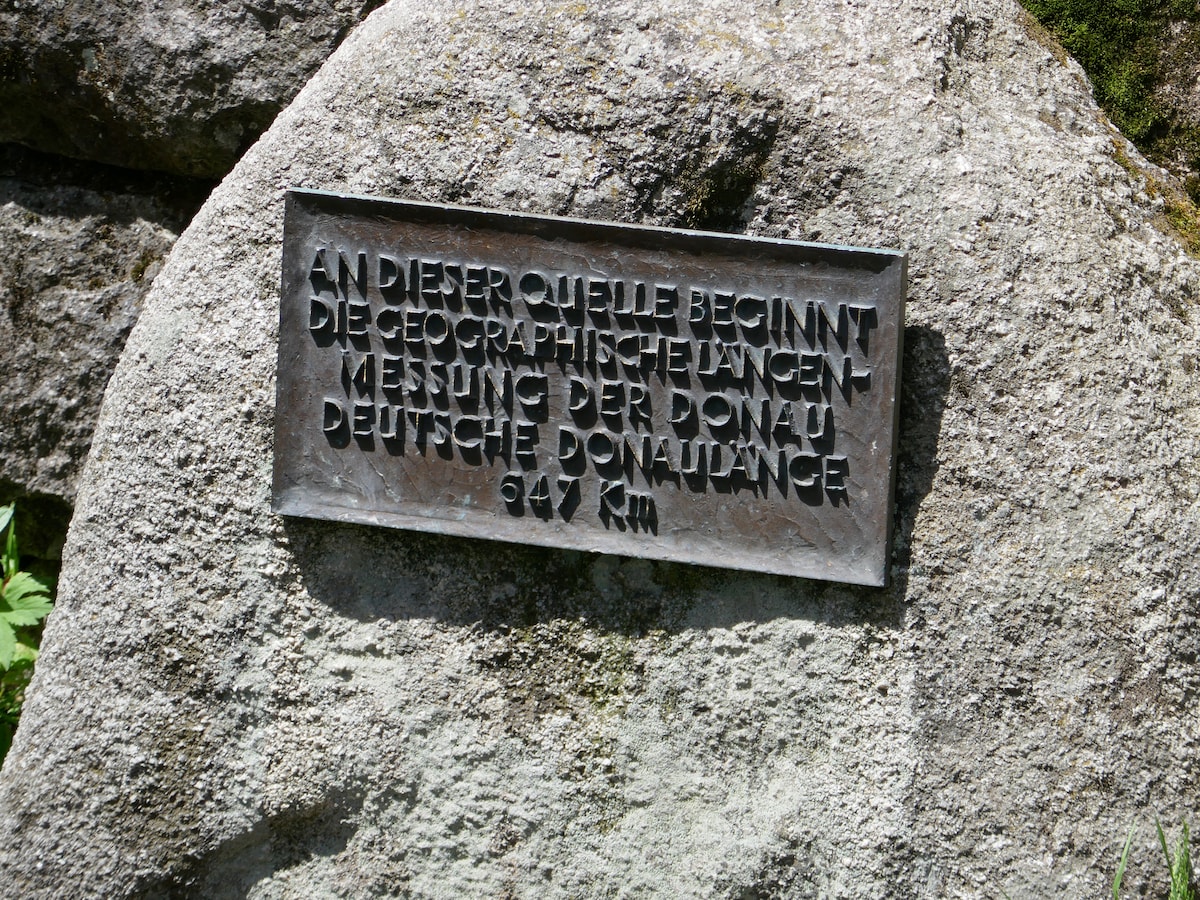 AN DIESER QUELLE BEGINNT
DIE GEOGRAPHISCHE LÄNGEN-
MESSUNG DER DONAU
DEUTSCHE DONAULÄNGE
647 Km